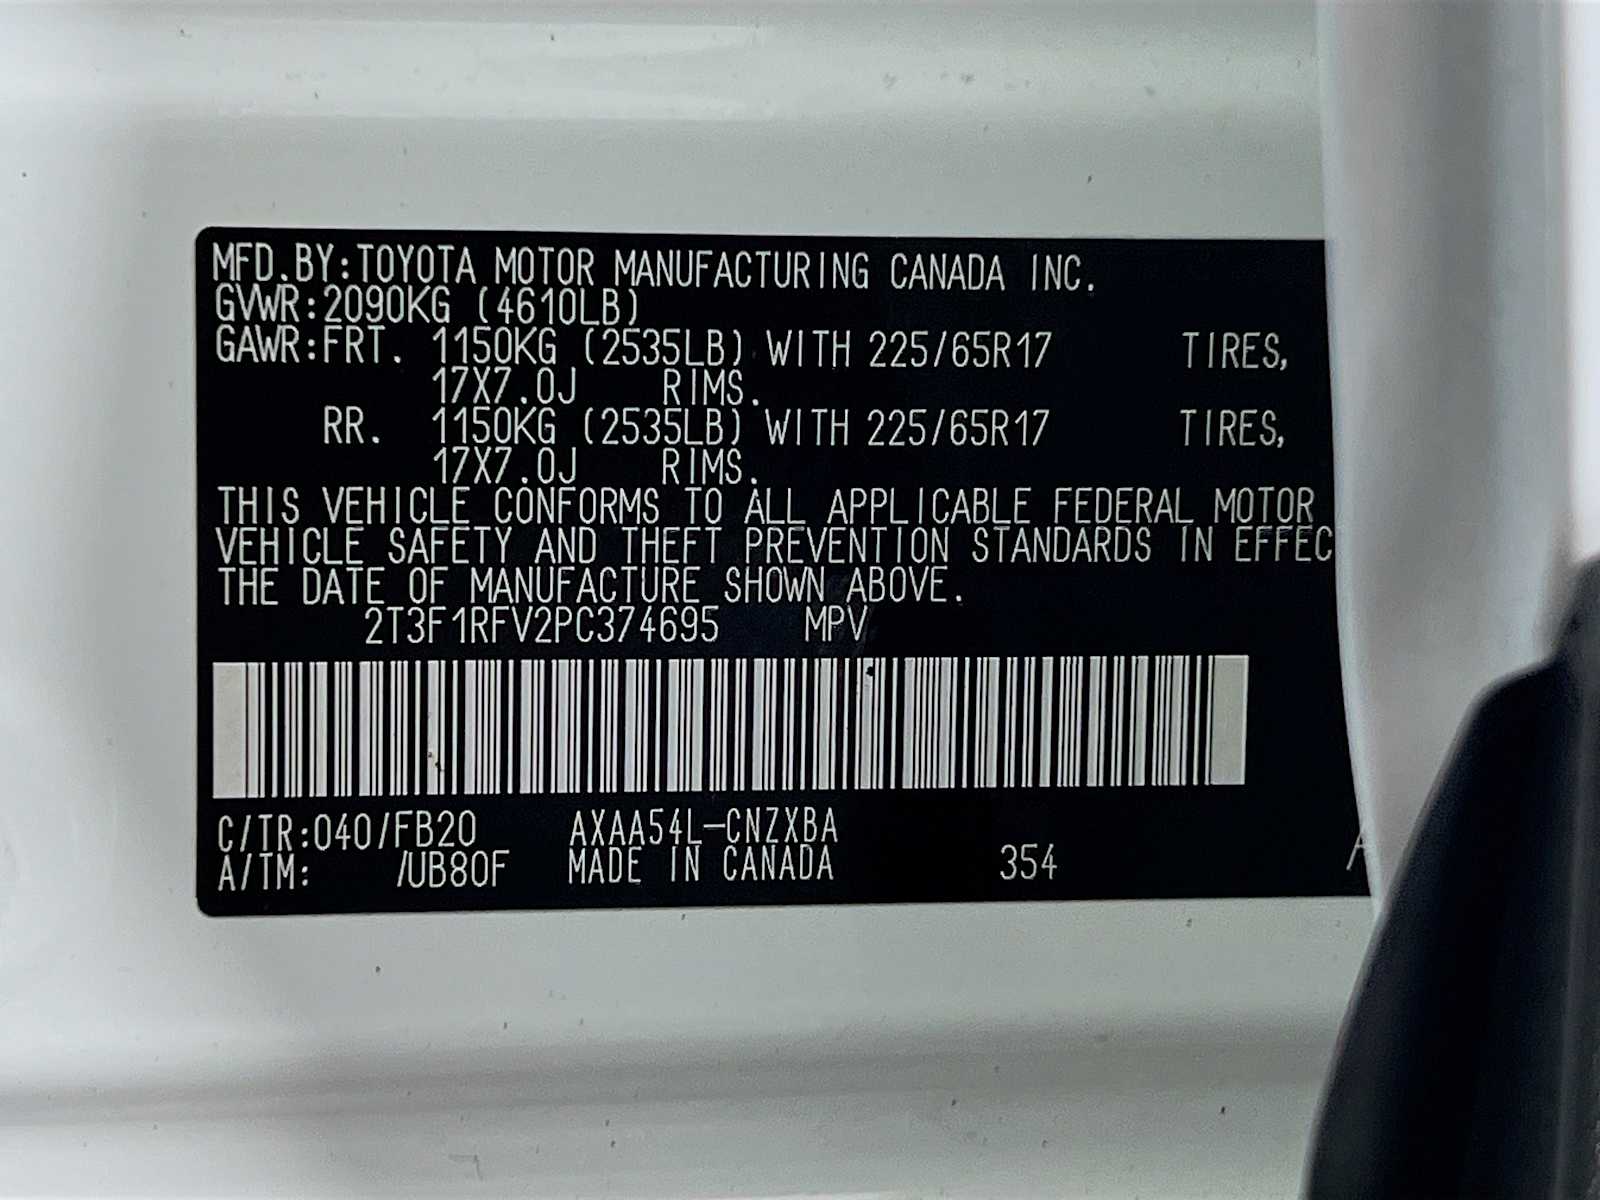 MFD.BY:TOYOTA MOTOR MANUFACTURING CANADA INC.
GVWR:2090KG (4610LB)
GAWR:FRT. 1150KG (2535LB) WITH 225/65R17 TIRES,
17X7.0J RIMS.
RR. 1150KG (2535LB) WITH 225/65R17 TIRES,
17X7.0J RIMS.
THIS VEHICLE CONFORMS TO ALL APPLICABLE FEDERAL MOTOR
VEHICLE SAFETY AND THEFT PREVENTION STANDARDS IN EFFEC
THE DATE OF MANUFACTURE SHOWN ABOVE.
2T3F1RFV2PC374695 MPV
C/TR:040/FB20 AXAA54L-CNZXBA
A/TM: /UB80F MADE IN CANADA 354